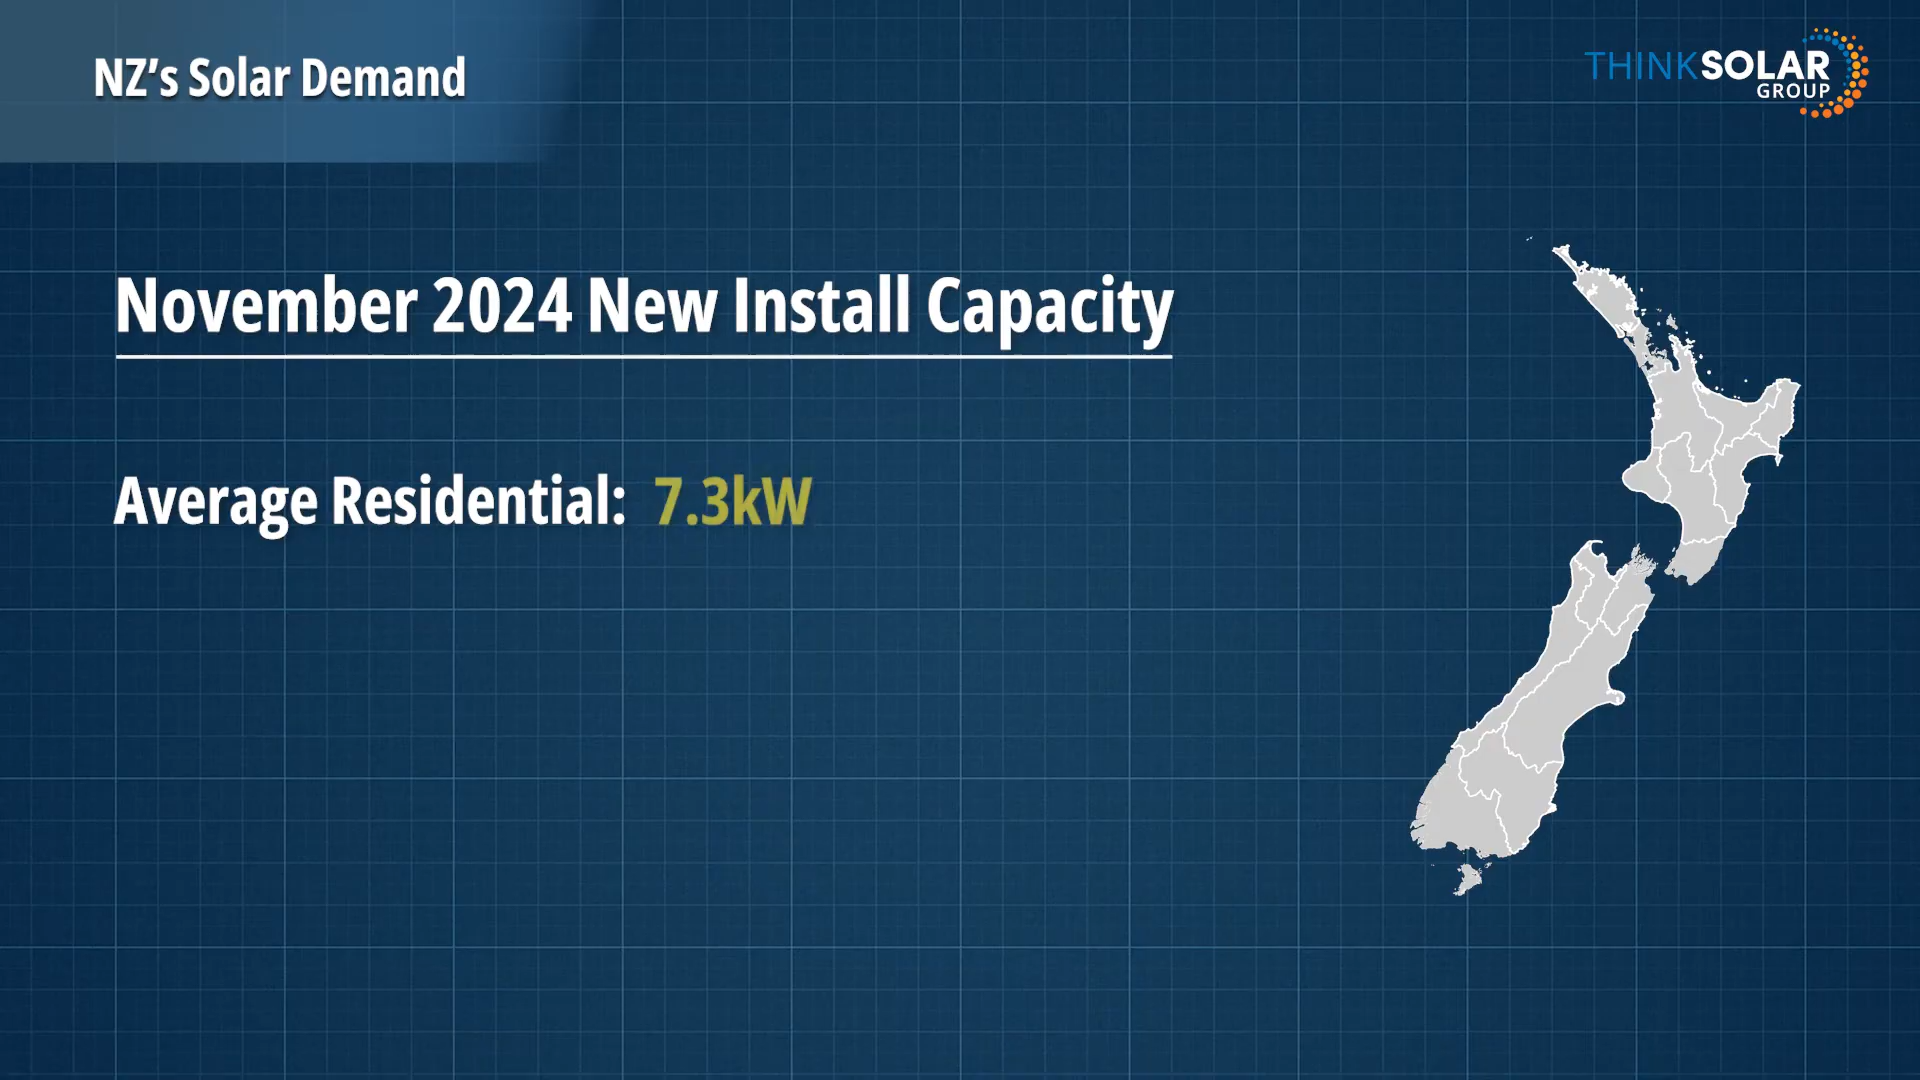 NZ’s Solar Demand
THINKSOLAR
GROUP
November 2024 New Install Capacity
Average Residential: 7.3kW